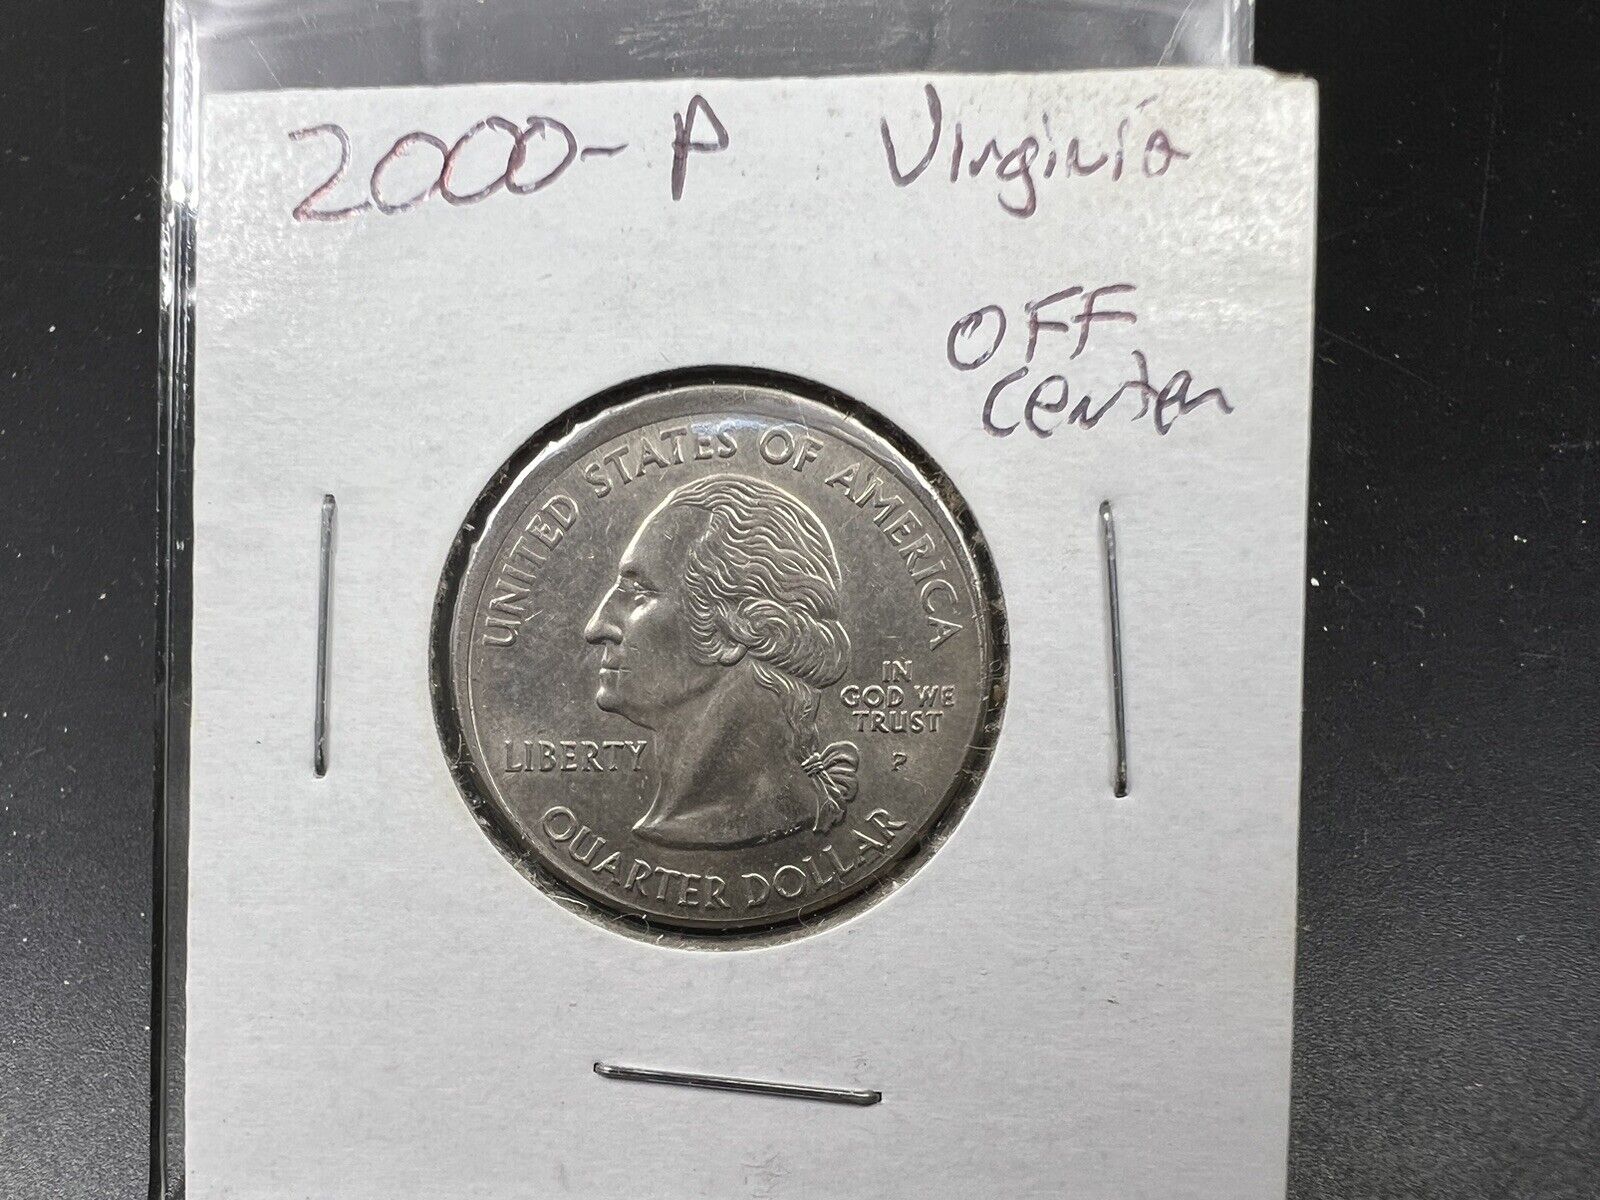 2000-P Virginia
OFF
Center
UNITED STATES OF AMERICA
IN
GOD WE
TRUST
LIBERTY
P
QUARTER DOLLAR